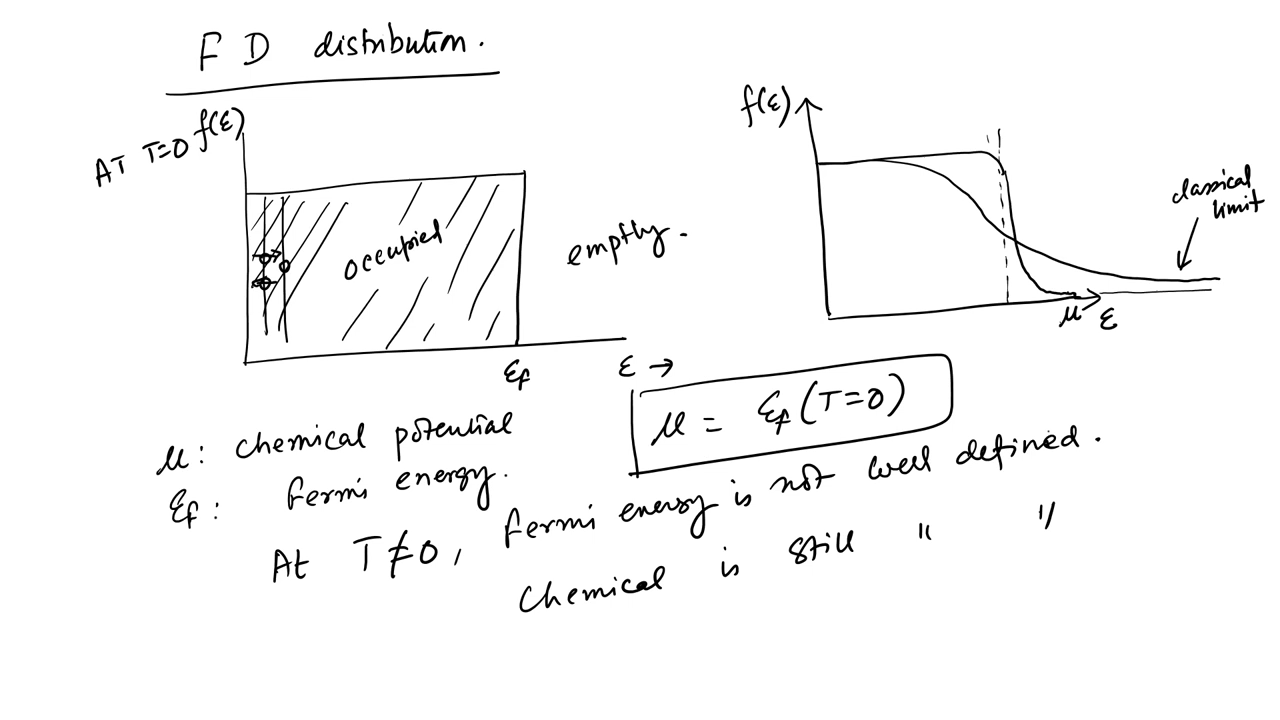 F D distribution.
AT T=0
f(ε)
occupied
empfty.
ε_f
ε →
f(ε)
classical
limit
μ
ε
μ = ε_f (T=0)
μ: chemical potential
ε_f: fermi energy.
At T≠0, fermi energy is not well defined.
Chemical is still " "